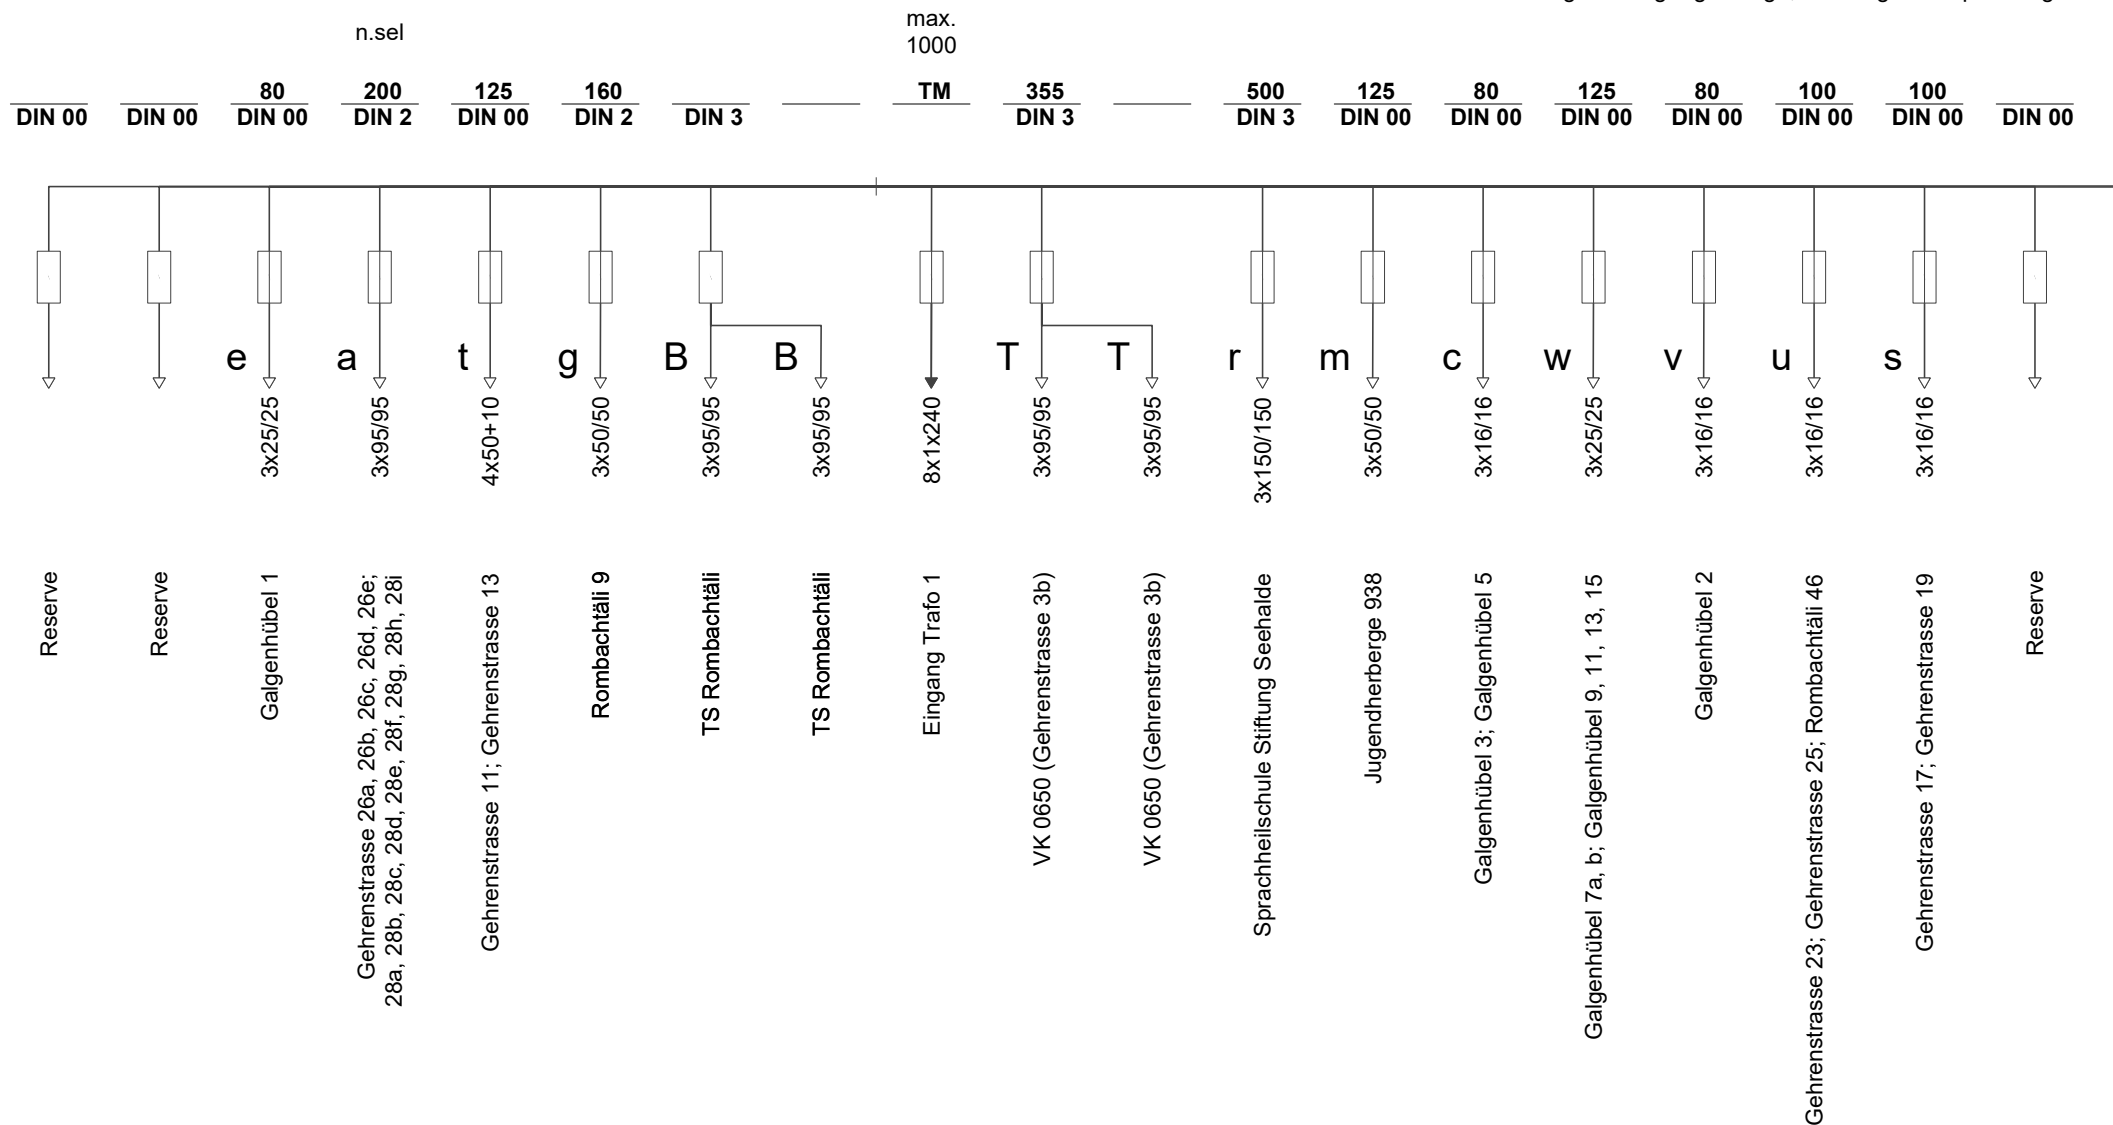 n.sel
max.
1000
80 200 125 160 TM 355 500 125 80 125 80 100 100
DIN 00 DIN 00 DIN 00 DIN 2 DIN 00 DIN 2 DIN 3 DIN 3 DIN 3 DIN 00 DIN 00 DIN 00 DIN 00 DIN 00 DIN 00 DIN 00
e a t g B B T T r m c w v u s
3x25/25
3x95/95
4x50+10
3x50/50
3x95/95
3x95/95
8x1x240
3x95/95
3x95/95
3x150/150
3x50/50
3x16/16
3x25/25
3x16/16
3x16/16
3x16/16
Reserve
Reserve
Galgenhübel 1
Gehrenstrasse 26a, 26b, 26c, 26d, 26e;
28a, 28b, 28c, 28d, 28e, 28f, 28g, 28h, 28i
Gehrenstrasse 11; Gehrenstrasse 13
Rombachtäli 9
TS Rombachtäli
TS Rombachtäli
Eingang Trafo 1
VK 0650 (Gehrenstrasse 3b)
VK 0650 (Gehrenstrasse 3b)
Sprachheilschule Stiftung Seehalde
Jugendherberge 938
Galgenhübel 3; Galgenhübel 5
Galgenhübel 7a, b; Galgenhübel 9, 11, 13, 15
Galgenhübel 2
Gehrenstrasse 23; Gehrenstrasse 25; Rombachtäli 46
Gehrenstrasse 17; Gehrenstrasse 19
Reserve